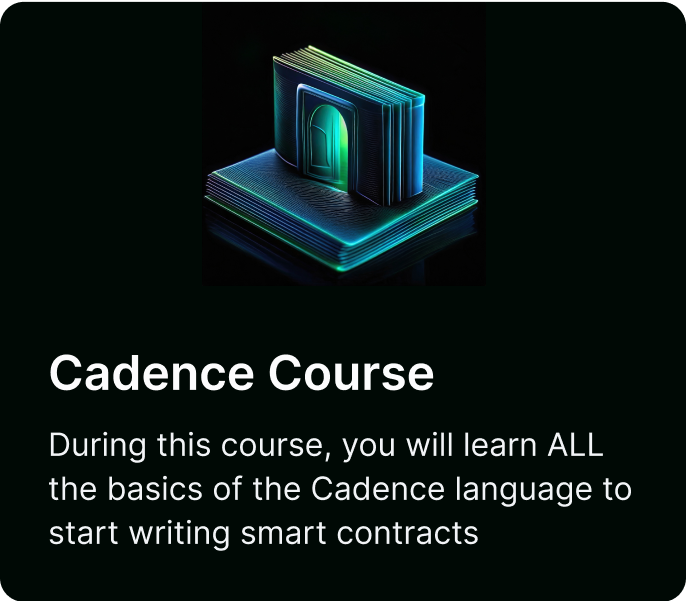 Cadence Course
During this course, you will learn ALL
the basics of the Cadence language to
start writing smart contracts